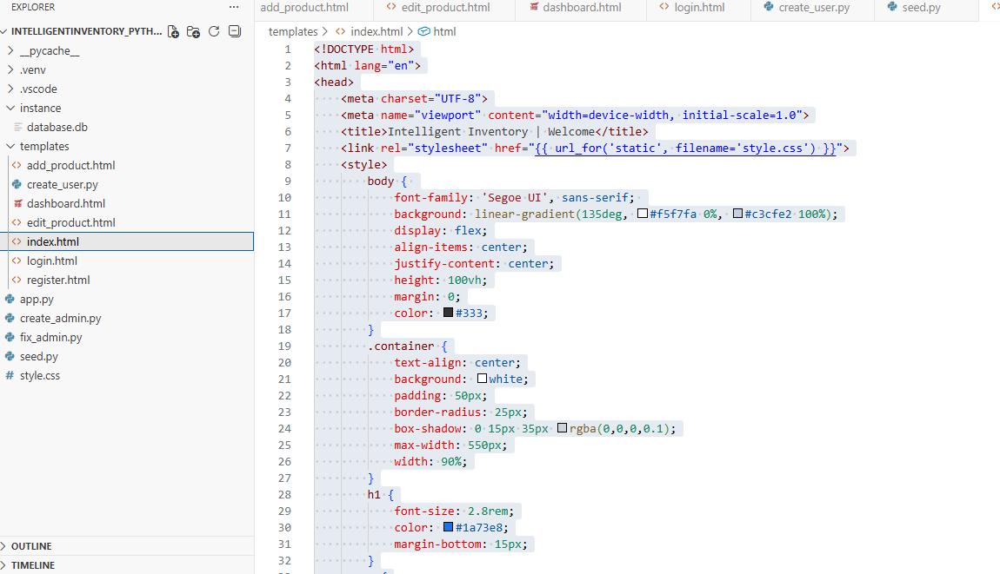 EXPLORER
INTELLIGENTINVENTORY_PYTH...
__pycache__
.venv
.vscode
instance
database.db
templates
add_product.html
create_user.py
dashboard.html
edit_product.html
index.html
login.html
register.html
app.py
create_admin.py
fix_admin.py
seed.py
style.css
OUTLINE
TIMELINE
add_product.html edit_product.html dashboard.html login.html create_user.py seed.py
templates > index.html > html
1 <!DOCTYPE html>
2 <html lang="en">
3 <head>
4 <meta charset="UTF-8">
5 <meta name="viewport" content="width=device-width, initial-scale=1.0">
6 <title>Intelligent Inventory | Welcome</title>
7 <link rel="stylesheet" href="{{ url_for('static', filename='style.css') }}">
8 <style>
9 body {
10 font-family: 'Segoe UI', sans-serif;
11 background: linear-gradient(135deg, #f5f7fa 0%, #c3cfe2 100%);
12 display: flex;
13 align-items: center;
14 justify-content: center;
15 height: 100vh;
16 margin: 0;
17 color: #333;
18 }
19 .container {
20 text-align: center;
21 background: white;
22 padding: 50px;
23 border-radius: 25px;
24 box-shadow: 0 15px 35px rgba(0,0,0,0.1);
25 max-width: 550px;
26 width: 90%;
27 }
28 h1 {
29 font-size: 2.8rem;
30 color: #1a73e8;
31 margin-bottom: 15px;
32 }